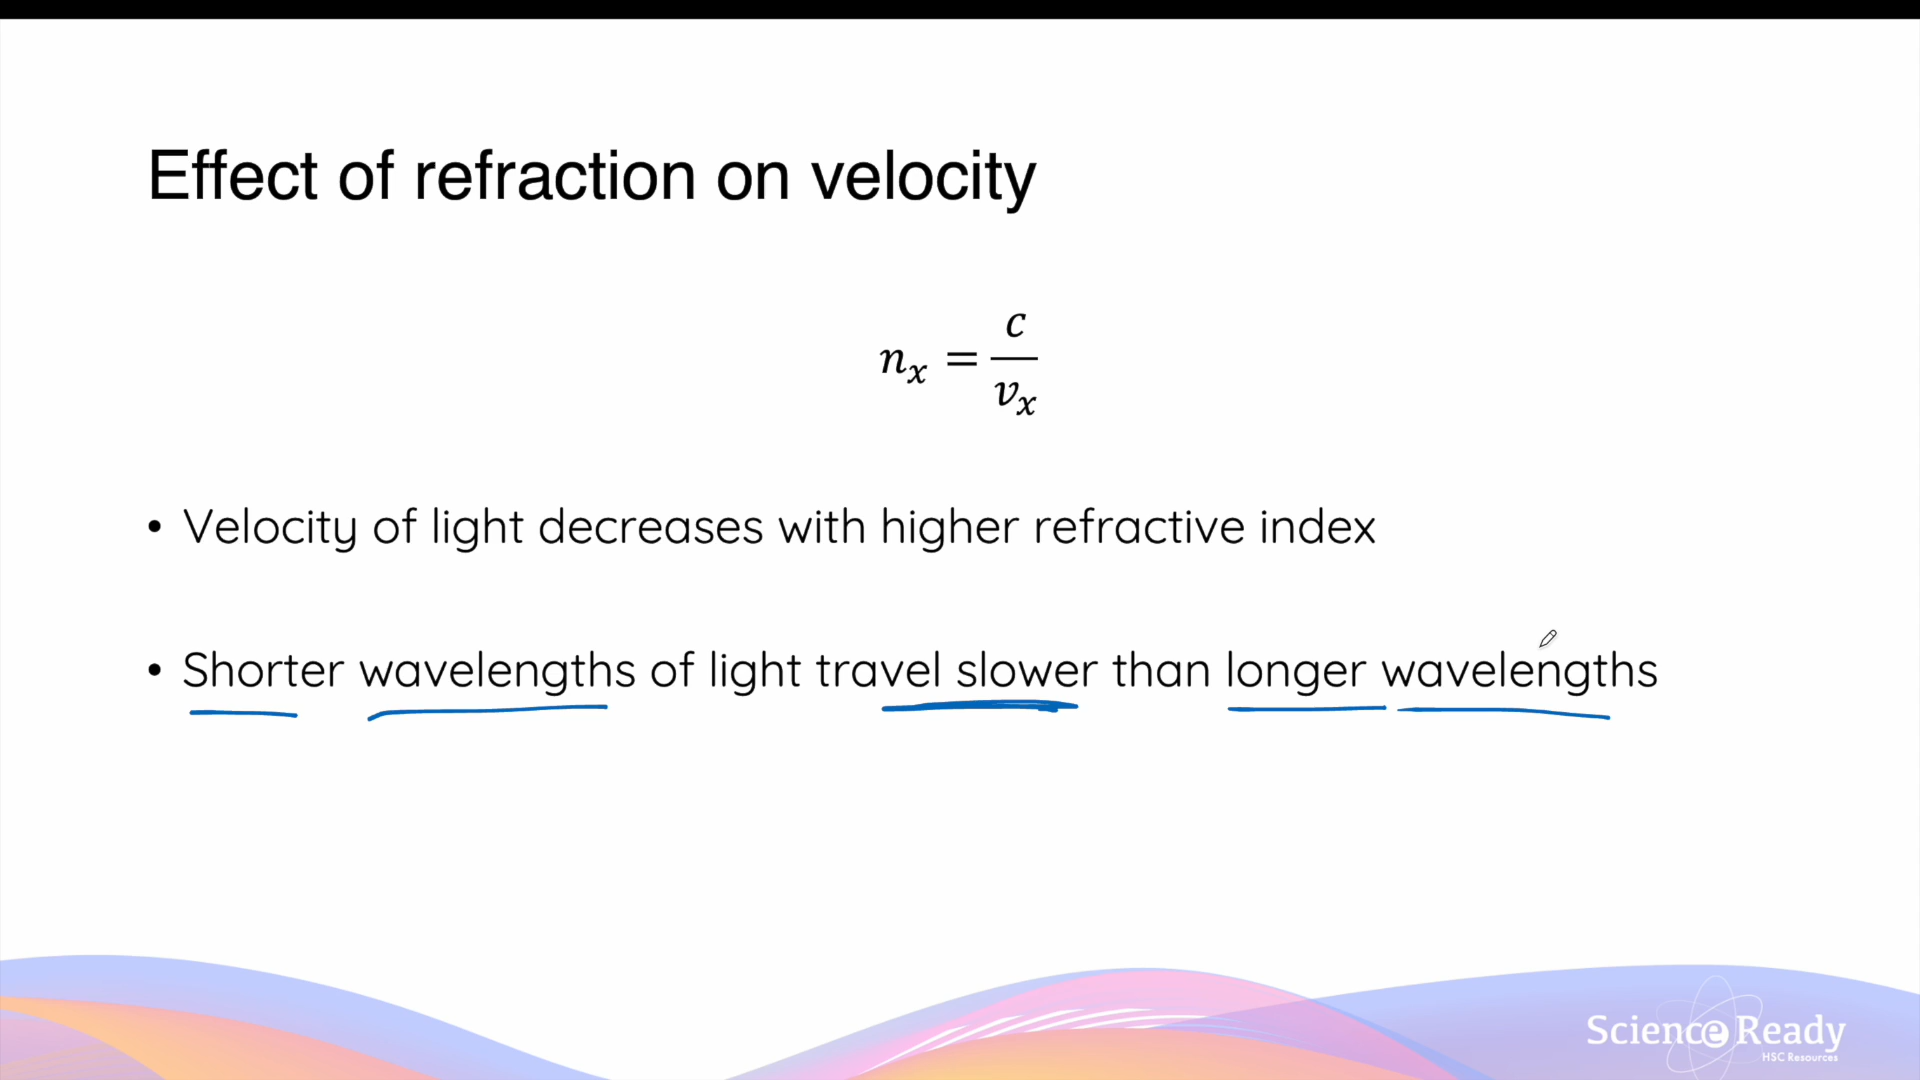 Effect of refraction on velocity
n_x = c / v_x
• Velocity of light decreases with higher refractive index
• Shorter wavelengths of light travel slower than longer wavelengths
Science Ready
HSC Resources